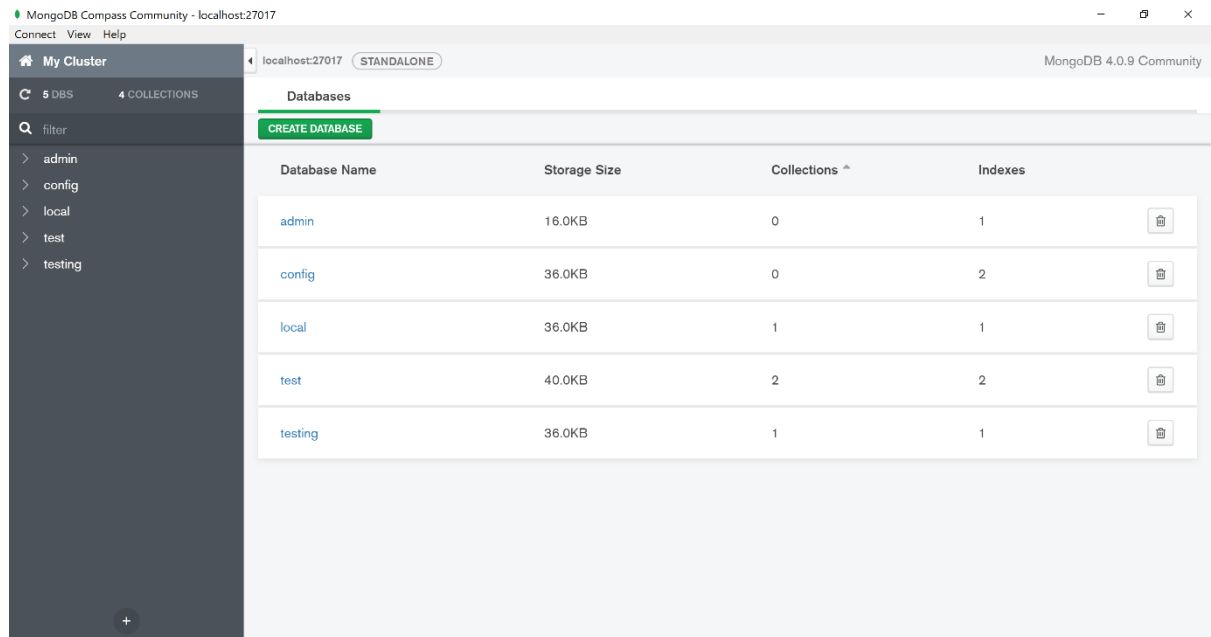 MongoDB Compass Community - localhost:27017
Connect View Help
My Cluster
localhost:27017 STANDALONE MongoDB 4.0.9 Community
5 DBS 4 COLLECTIONS
Databases
filter
CREATE DATABASE
admin
config
local
test
testing
Database Name Storage Size Collections Indexes
admin 16.0KB 0 1
config 36.0KB 0 2
local 36.0KB 1 1
test 40.0KB 2 2
testing 36.0KB 1 1